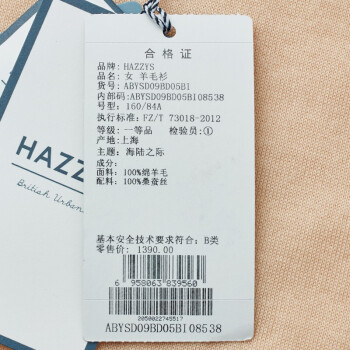 HAZZYS
British Urban
合格证
品牌: HAZZYS
品名: 女 羊毛衫
货号: ABYSD09BD05BI
内部码: ABYSD09BD05BI08538
型号: 160/84A
执行标准: FZ/T 73018-2012
等级: 一等品 检验员:①
产地:上海
主题: 海陆之际
成分:
面料: 100%绵羊毛
配料: 100%桑蚕丝
基本安全技术要求符合: B类
零售价: 1390.00
6 958063 839560
2050022745517
ABYSD09BD05BI08538